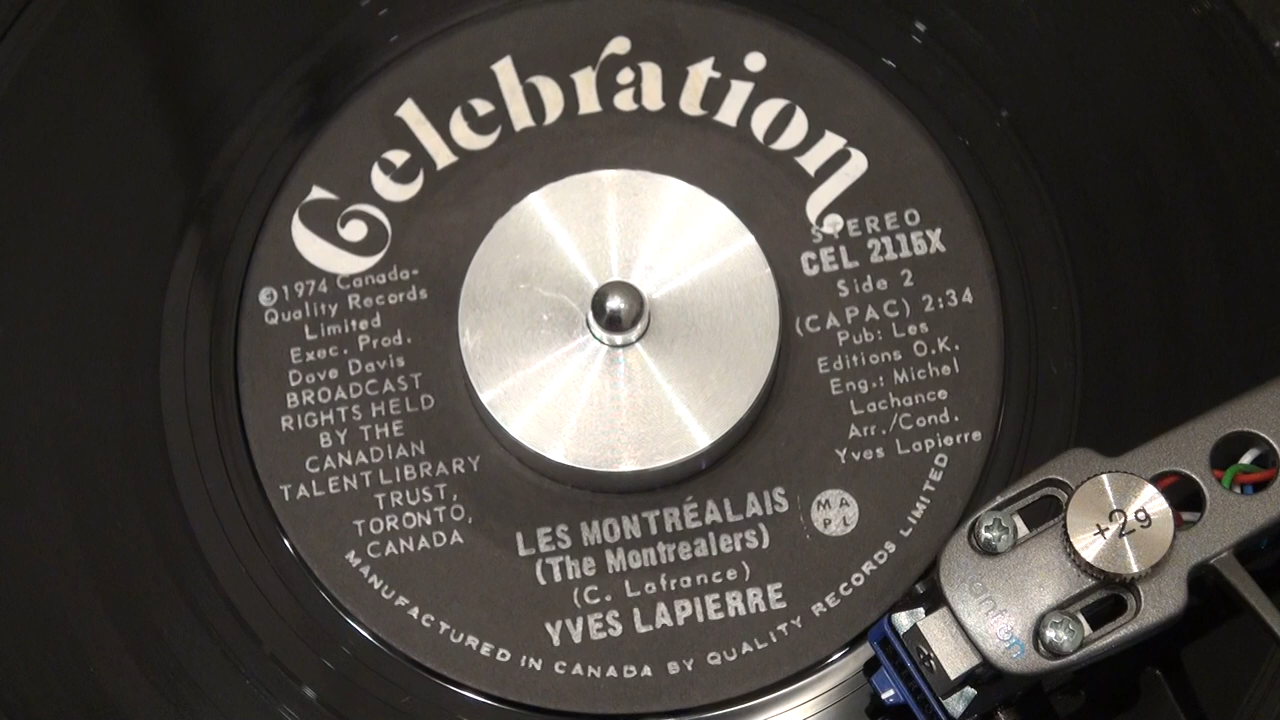 Celebration
©1974 Canada-
Quality Records
Limited
Exec. Prod.
Dave Davis
BROADCAST
RIGHTS HELD
BY THE
CANADIAN
TALENT LIBRARY
TRUST,
TORONTO,
CANADA
STEREO
CEL 2115X
Side 2
(CAPAC) 2:34
Pub: Les
Editions O.K.
Eng.: Michel
Lachance
Arr./Cond.
Yves Lapierre
LES MONTRÉALAIS
(The Montrealers)
(C. Lafrance)
YVES LAPIERRE
M A
P L
MANUFACTURED IN CANADA BY QUALITY RECORDS LIMITED
+2g